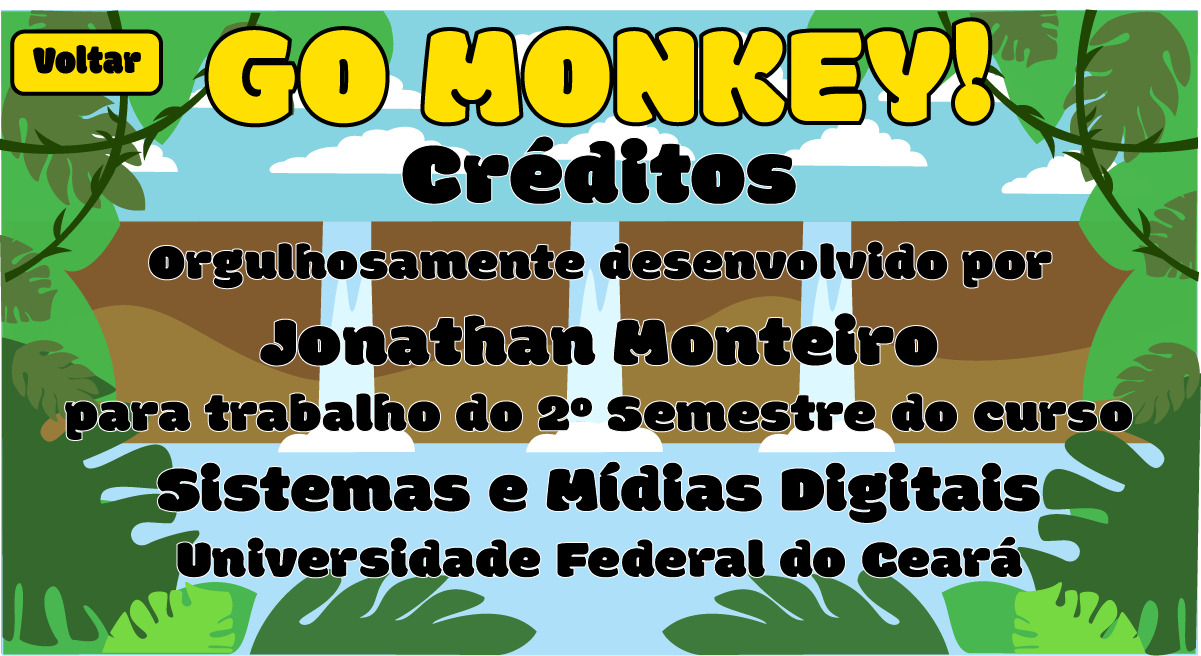 Voltar
GO MONKEY!
Créditos
Orgulhosamente desenvolvido por
Jonathan Monteiro
para trabalho do 2º Semestre do curso
Sistemas e Mídias Digitais
Universidade Federal do Ceará